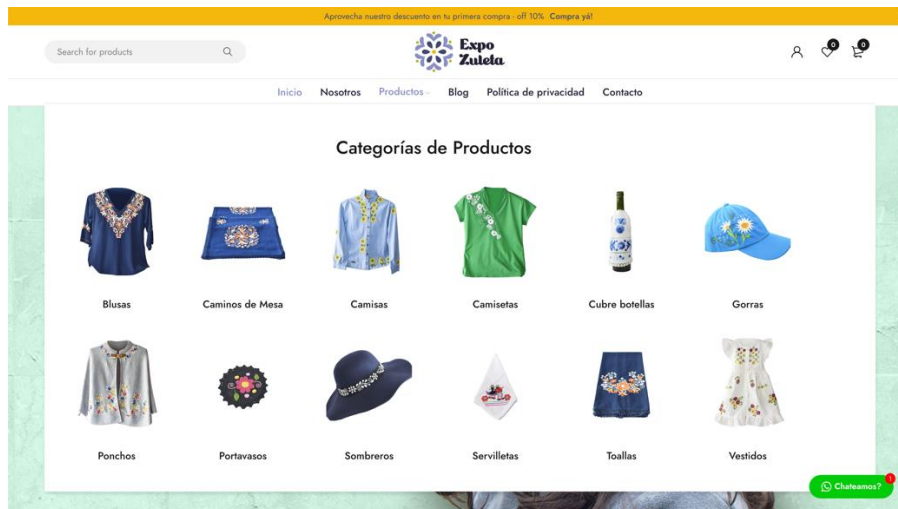 Aprovecha nuestro descuento en tu primera compra - off 10% Compra yá!
Search for products
Expo
Zuleta
0
0
Inicio Nosotros Productos Blog Política de privacidad Contacto
Categorías de Productos
Blusas Caminos de Mesa Camisas Camisetas Cubre botellas Gorras
Ponchos Portavasos Sombreros Servilletas Toallas Vestidos
Chateamos?
1